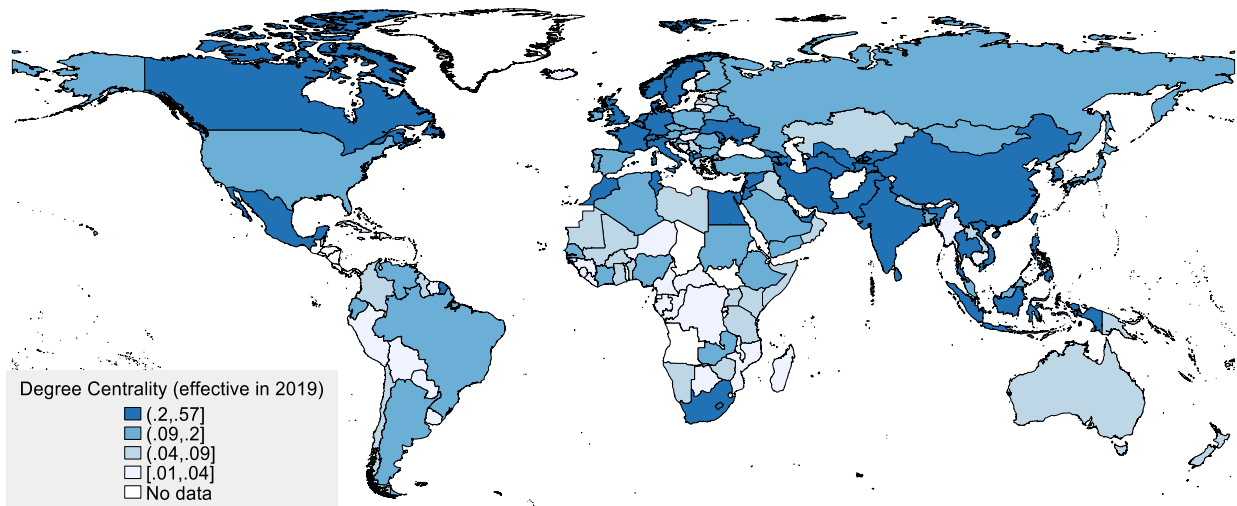 Degree Centrality (effective in 2019)
(.2,.57]
(.09,.2]
(.04,.09]
[.01,.04]
No data